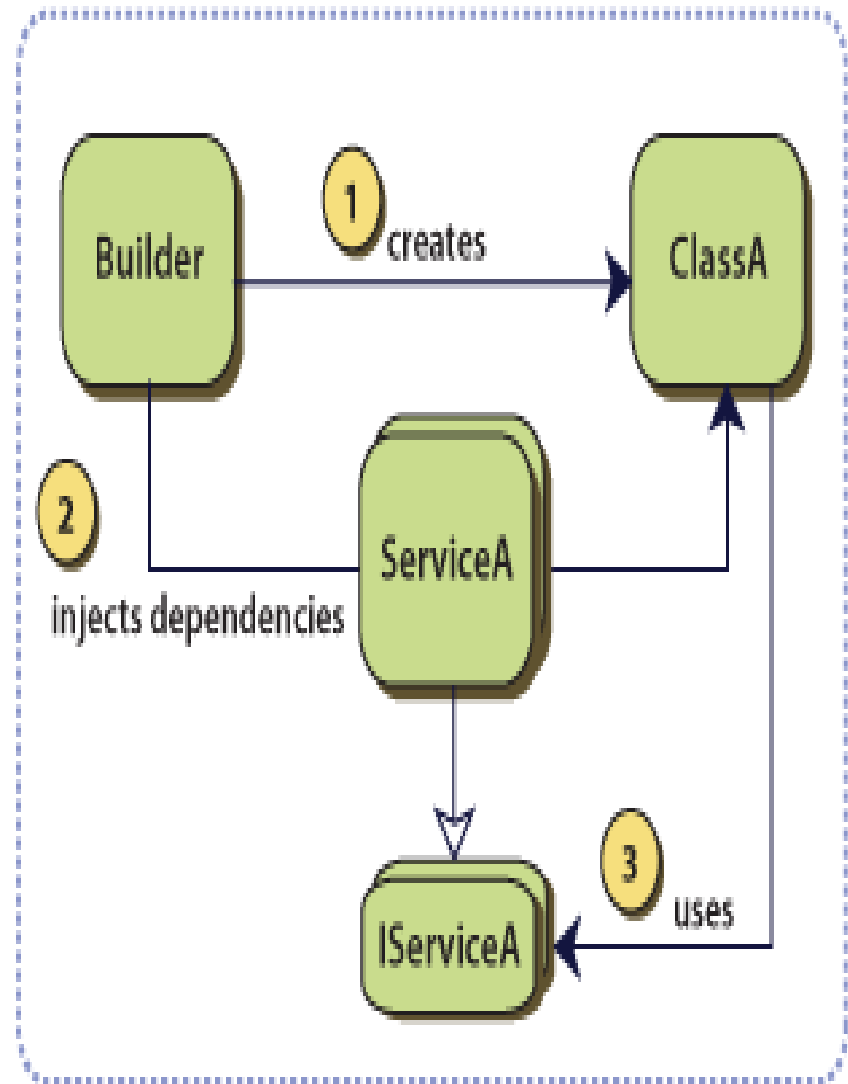 Builder
1
creates
ClassA
2
injects dependencies
ServiceA
3
uses
IServiceA